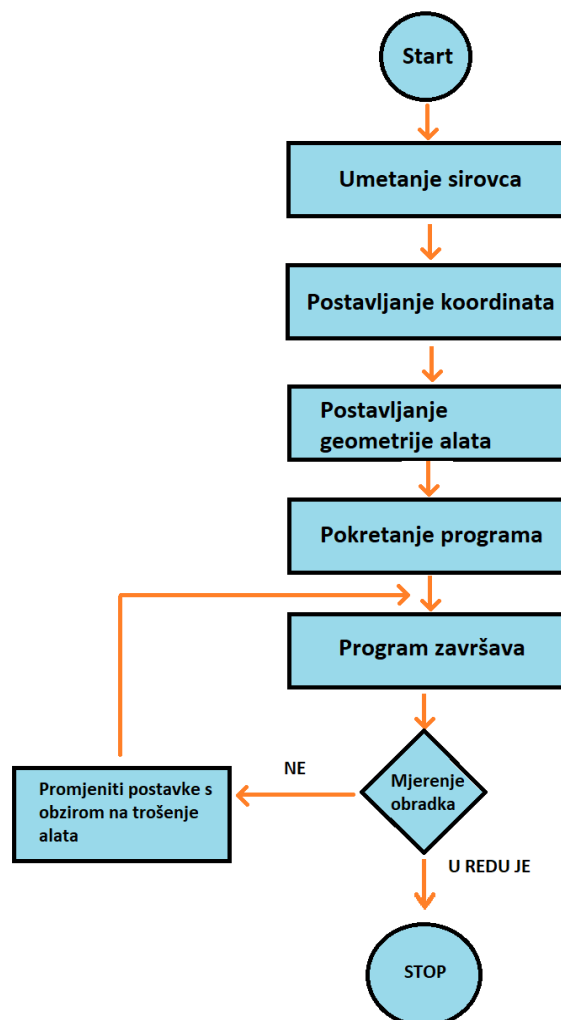 Start
Umetanje sirovca
Postavljanje koordinata
Postavljanje
geometrije alata
Pokretanje programa
Program završava
Mjerenje
obradka
NE
Promjeniti postavke s
obzirom na trošenje
alata
U REDU JE
STOP